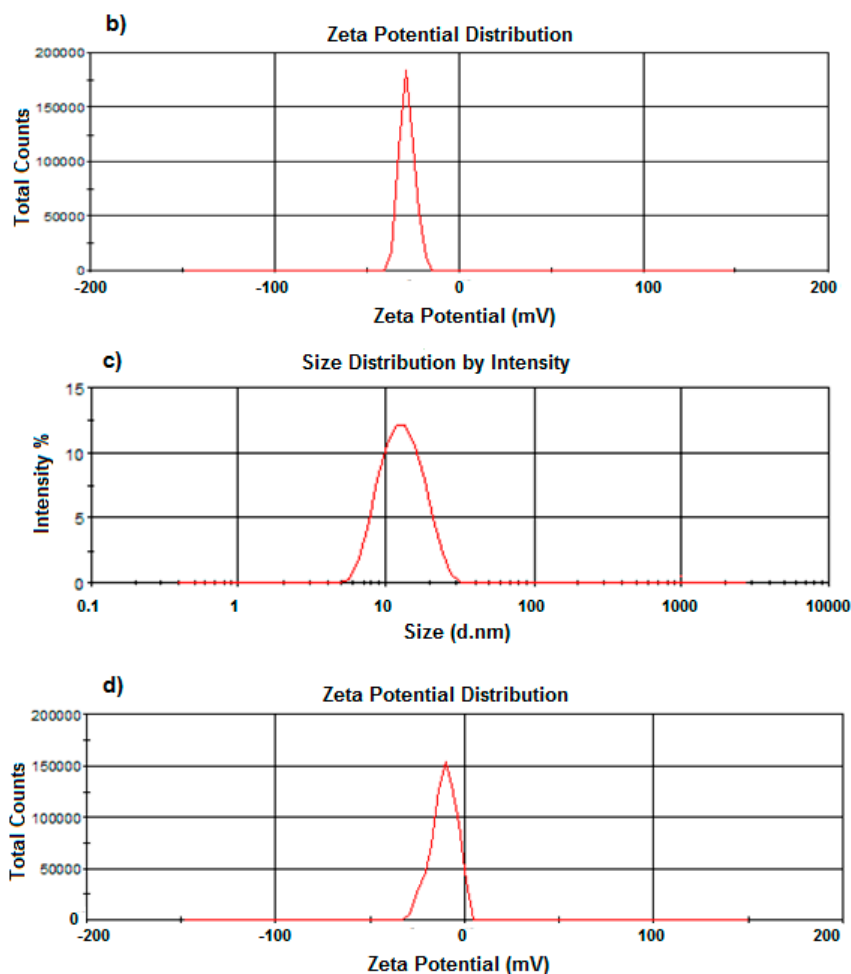 b)
Zeta Potential Distribution
200000
150000
100000
50000
0
Total Counts
-200 -100 0 100 200
Zeta Potential (mV)
c)
Size Distribution by Intensity
15
10
5
0
Intensity %
0.1 1 10 100 1000 10000
Size (d.nm)
d)
Zeta Potential Distribution
200000
150000
100000
50000
0
Total Counts
-200 -100 0 100 200
Zeta Potential (mV)